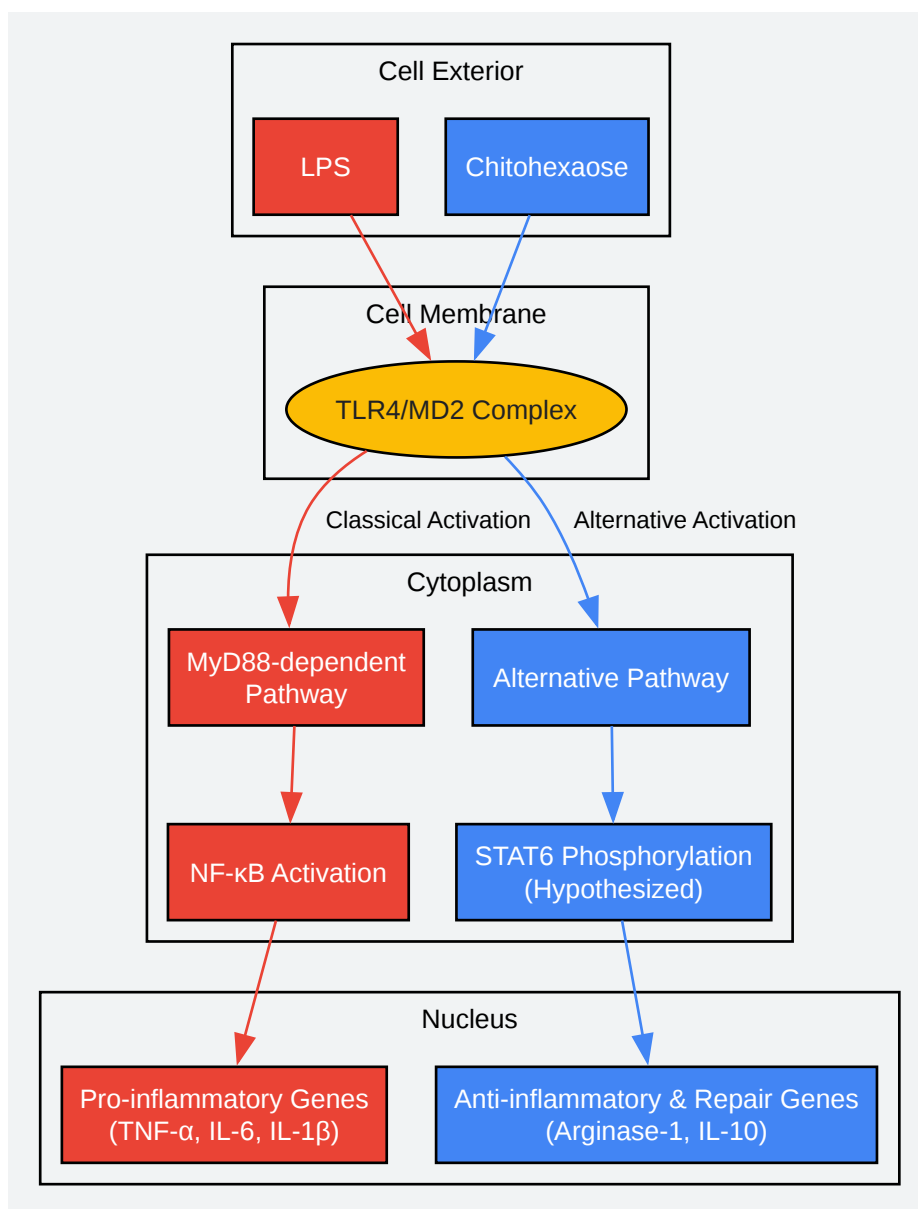 Cell Exterior
LPS
Chitohexaose
Cell Membrane
TLR4/MD2 Complex
Classical Activation
Alternative Activation
Cytoplasm
MyD88-dependent
Pathway
Alternative Pathway
NF-κB Activation
STAT6 Phosphorylation
(Hypothesized)
Nucleus
Pro-inflammatory Genes
(TNF-α, IL-6, IL-1β)
Anti-inflammatory & Repair Genes
(Arginase-1, IL-10)